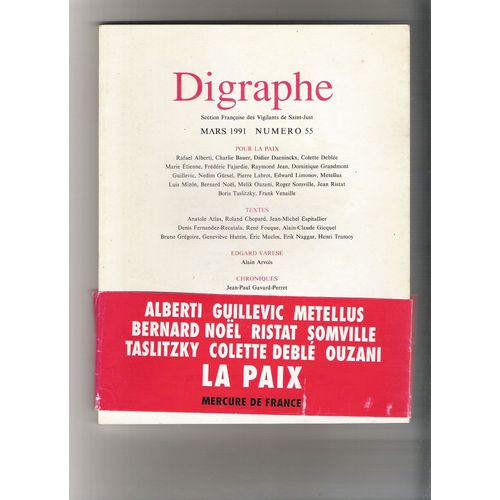 Digraphe
Section Française des Vigilants de Saint-Just
MARS 1991 NUMERO 55
POUR LA PAIX
Rafael Alberti, Charlie Bauer, Didier Daeninckx, Colette Deblée
Marie Étienne, Frédéric Fajardie, Raymond Jean, Dominique Grandmont
Guillevic, Nedim Gürsel, Pierre Labrot, Edward Limonov, Metellus
Luis Mizón, Bernard Noël, Melik Ouzani, Roger Somville, Jean Ristat
Boris Taslitzky, Frank Venaille
TEXTES
Anatole Atlas, Roland Chopard, Jean-Michel Espitallier
Denis Fernandez-Recatala, René Fouque, Alain-Claude Gicquel
Bruno Grégoire, Geneviève Huttin, Éric Maclos, Erik Naggar, Henri Tramoy
EDGARD VARESE
Alain Arvois
CHRONIQUES
Jean-Paul Gavard-Perret
ALBERTI GUILLEVIC METELLUS
BERNARD NOËL RISTAT SOMVILLE
TASLITZKY COLETTE DEBLÉ OUZANI
LA PAIX
MERCURE DE FRANCE